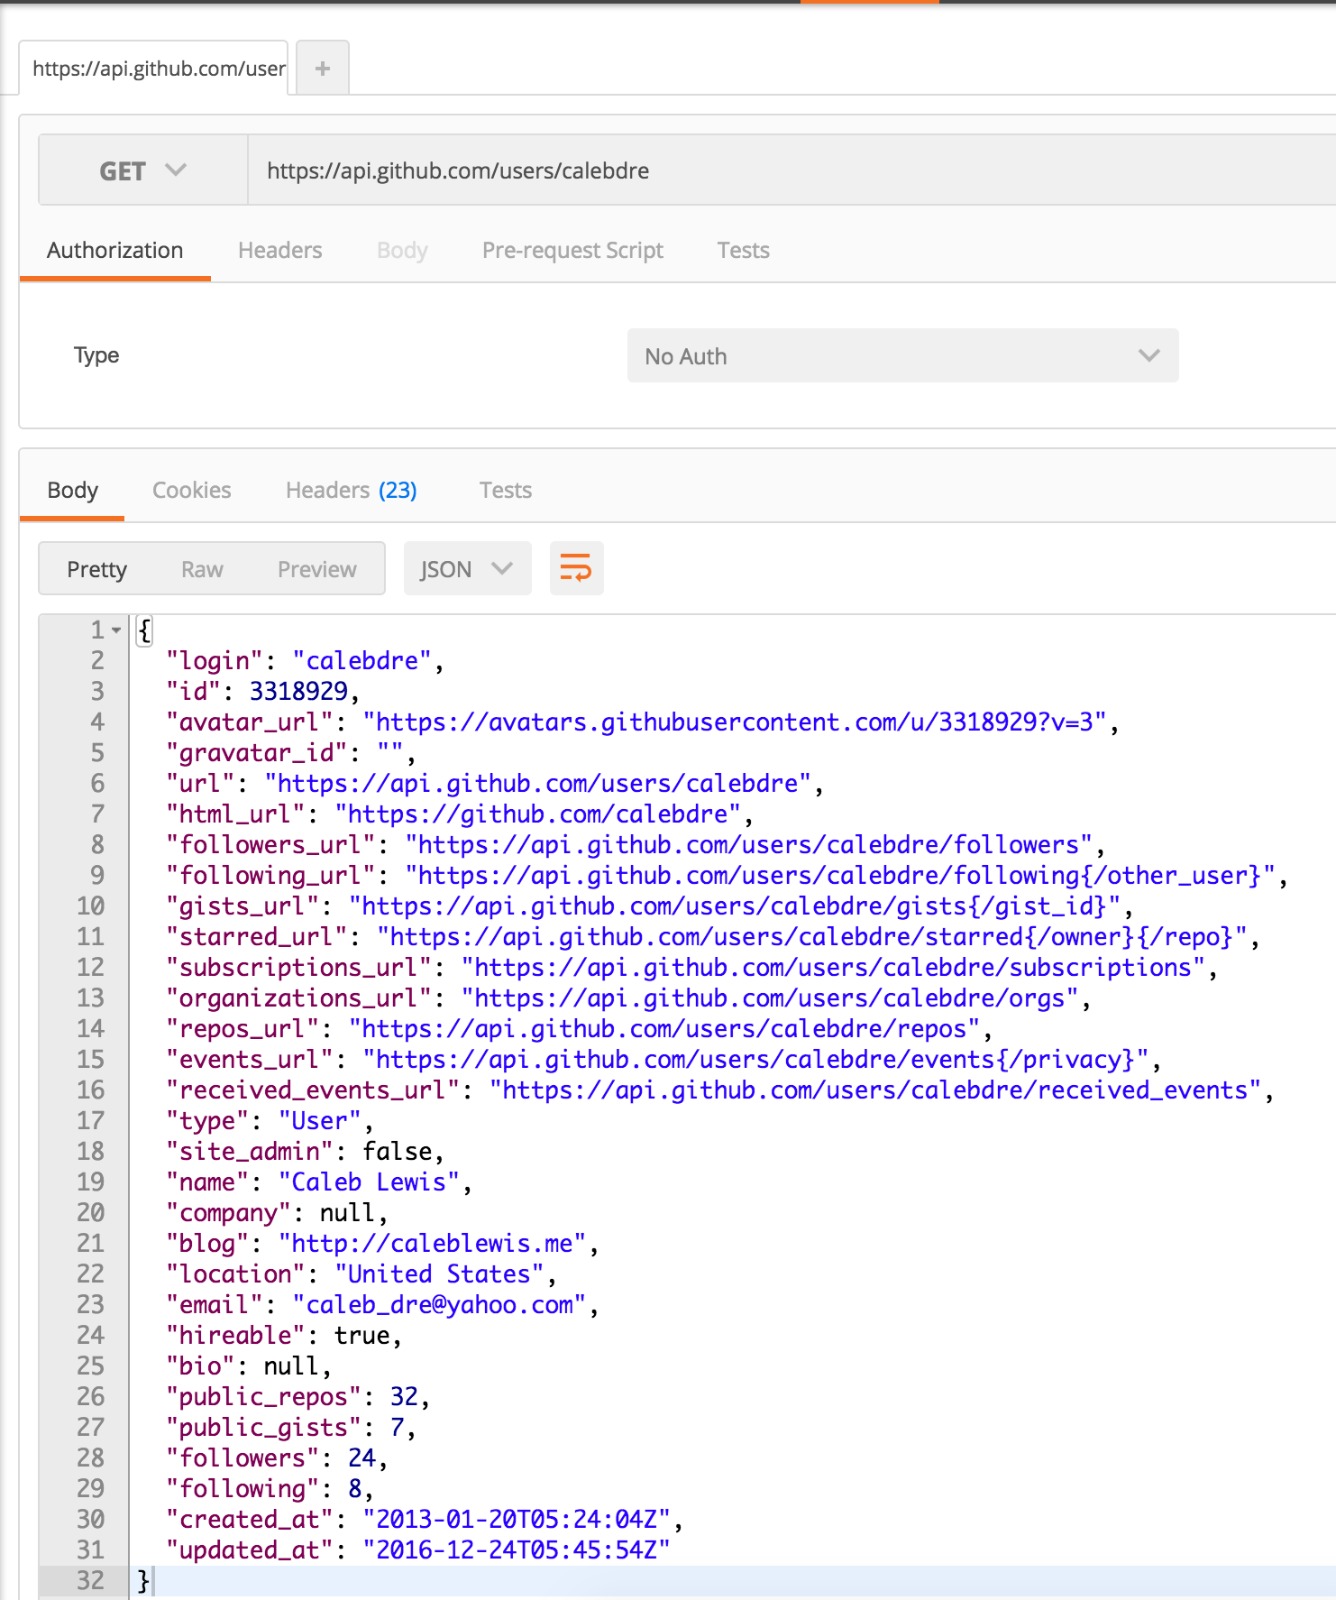 https://api.github.com/user
+
GET https://api.github.com/users/calebdre
Authorization Headers Body Pre-request Script Tests
Type No Auth
Body Cookies Headers (23) Tests
Pretty Raw Preview JSON
1 {
2 "login": "calebdre",
3 "id": 3318929,
4 "avatar_url": "https://avatars.githubusercontent.com/u/3318929?v=3",
5 "gravatar_id": "",
6 "url": "https://api.github.com/users/calebdre",
7 "html_url": "https://github.com/calebdre",
8 "followers_url": "https://api.github.com/users/calebdre/followers",
9 "following_url": "https://api.github.com/users/calebdre/following{/other_user}",
10 "gists_url": "https://api.github.com/users/calebdre/gists{/gist_id}",
11 "starred_url": "https://api.github.com/users/calebdre/starred{/owner}{/repo}",
12 "subscriptions_url": "https://api.github.com/users/calebdre/subscriptions",
13 "organizations_url": "https://api.github.com/users/calebdre/orgs",
14 "repos_url": "https://api.github.com/users/calebdre/repos",
15 "events_url": "https://api.github.com/users/calebdre/events{/privacy}",
16 "received_events_url": "https://api.github.com/users/calebdre/received_events",
17 "type": "User",
18 "site_admin": false,
19 "name": "Caleb Lewis",
20 "company": null,
21 "blog": "http://caleblewis.me",
22 "location": "United States",
23 "email": "caleb_dre@yahoo.com",
24 "hireable": true,
25 "bio": null,
26 "public_repos": 32,
27 "public_gists": 7,
28 "followers": 24,
29 "following": 8,
30 "created_at": "2013-01-20T05:24:04Z",
31 "updated_at": "2016-12-24T05:45:54Z"
32 }